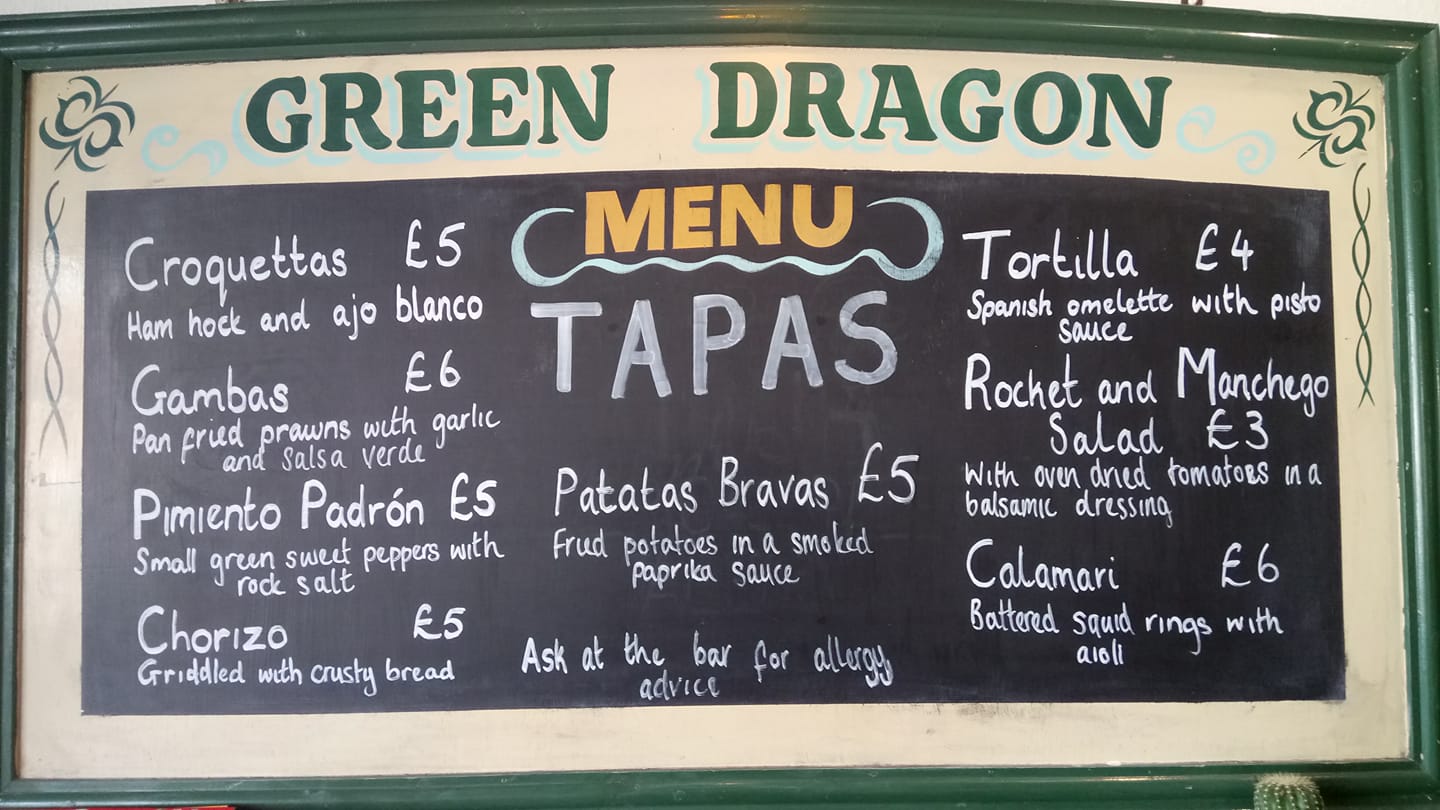 GREEN DRAGON
MENU
TAPAS
Croquettas £5
Ham hock and ajo blanco
Gambas £6
Pan fried prawns with garlic
and salsa verde
Pimiento Padrón £5
Small green sweet peppers with
rock salt
Chorizo £5
Griddled with crusty bread
Patatas Bravas £5
Fried potatoes in a smoked
paprika sauce
Ask at the bar for allergy
advice
Tortilla £4
Spanish omelette with pisto
sauce
Rocket and Manchego
Salad £3
With oven dried tomatoes in a
balsamic dressing
Calamari £6
Battered squid rings with
aioli